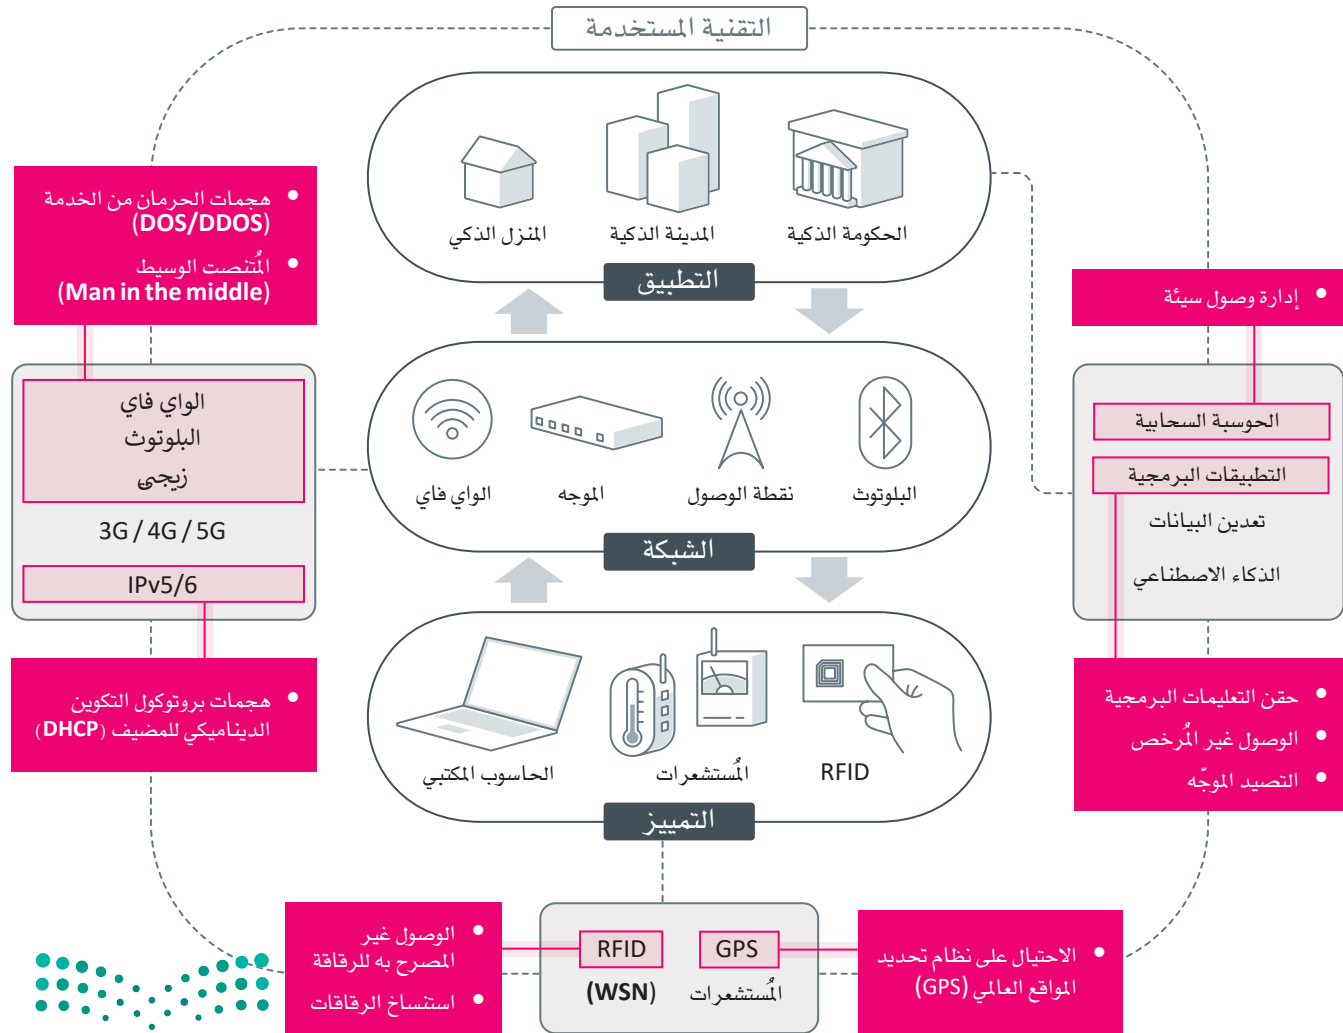 التقنية المستخدمة
الحكومة الذكية
المدينة الذكية
المنزل الذكي
التطبيق
البلوتوث
نقطة الوصول
الموجه
الواي فاي
الشبكة
RFID
المُستشعرات
الحاسوب المكتبي
التمييز
• إدارة وصول سيئة
الحوسبة السحابية
التطبيقات البرمجية
تعدين البيانات
الذكاء الاصطناعي
• حقن التعليمات البرمجية
• الوصول غير المُرخص
• التصيد الموجّه
• هجمات الحرمان من الخدمة
(DOS/DDOS)
• المُتنصت الوسيط
(Man in the middle)
الواي فاي
البلوتوث
زيجبي
3G / 4G / 5G
IPv5/6
• هجمات بروتوكول التكوين
الديناميكي للمضيف (DHCP)
• الاحتيال على نظام تحديد
المواقع العالمي (GPS)
GPS
المُستشعرات
RFID
(WSN)
• الوصول غير
المصرح به للرقاقة
• استنساخ الرقاقات